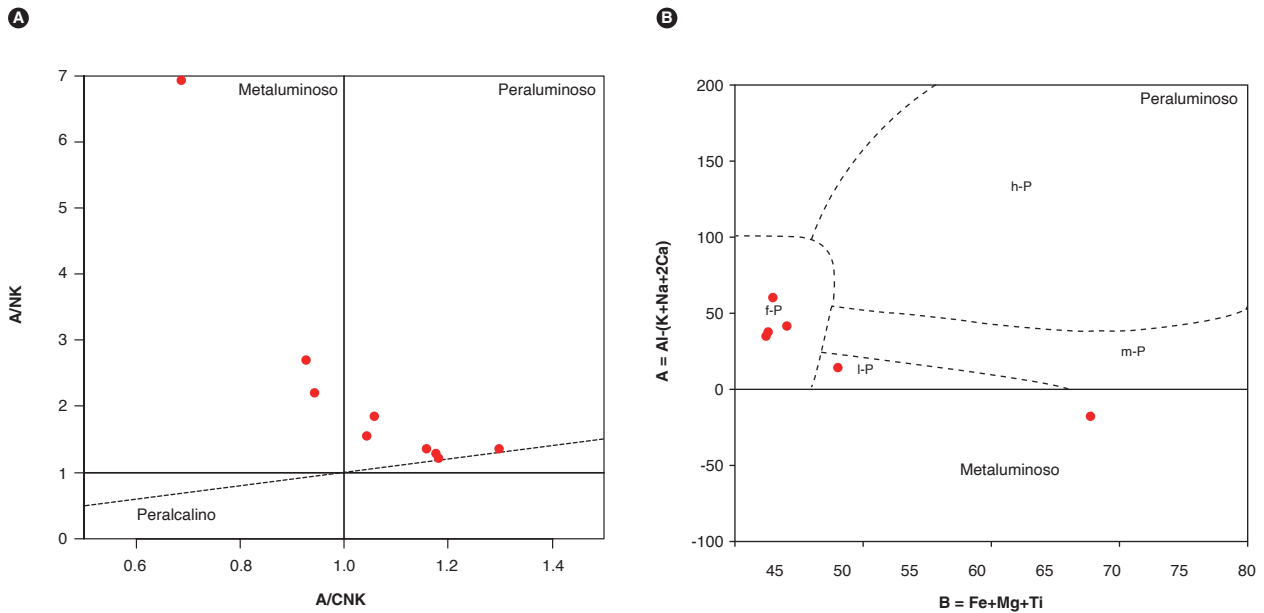 A
7
6
5
4
3
2
1
0
A/NK
Metaluminoso
Peraluminoso
Peralcalino
0.6
0.8
1.0
1.2
1.4
A/CNK
B
200
150
100
50
0
-50
-100
A = Al-(K+Na+2Ca)
Peraluminoso
h-P
f-P
m-P
l-P
Metaluminoso
45
50
55
60
65
70
75
80
B = Fe+Mg+Ti